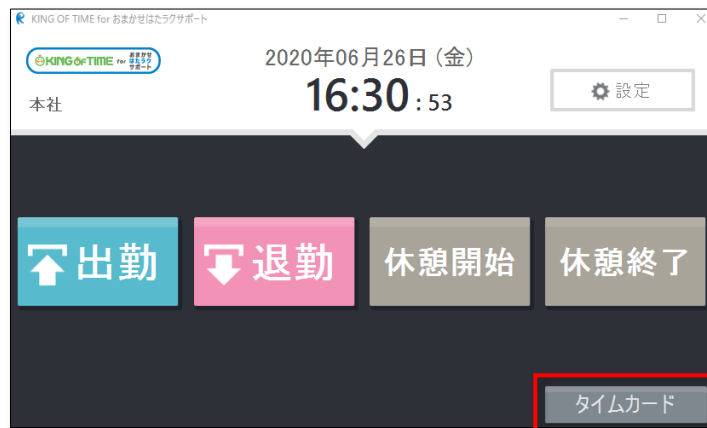 KING OF TIME for おまかせはたラクサポート
KING OF TIME for おまかせ はたラク サポート
2020年06月26日 (金)
16:30 : 53
設定
本社
出勤
退勤
休憩開始
休憩終了
タイムカード